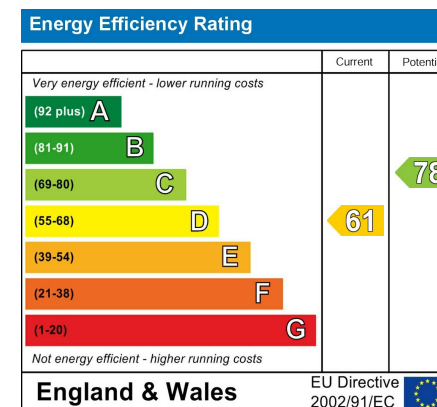 Energy Efficiency Rating
Current Potenti
Very energy efficient - lower running costs
(92 plus) A
(81-91) B
(69-80) C
78
(55-68) D
61
(39-54) E
(21-38) F
(1-20) G
Not energy efficient - higher running costs
England & Wales
EU Directive
2002/91/EC